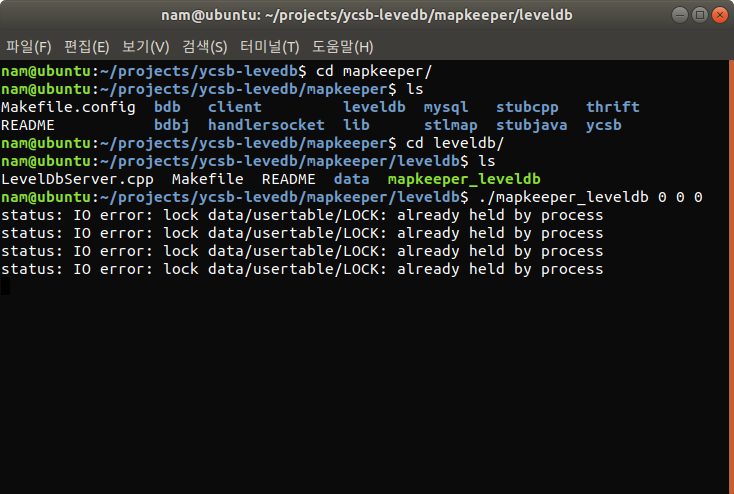 nam@ubuntu: ~/projects/ycsb-levedb/mapkeeper/leveldb
파일(F) 편집(E) 보기(V) 검색(S) 터미널(T) 도움말(H)
nam@ubuntu:~/projects/ycsb-levedb$ cd mapkeeper/
nam@ubuntu:~/projects/ycsb-levedb/mapkeeper$ ls
Makefile.config  bdb   client         leveldb  mysql   stubcpp   thrift
README           bdbj  handlersocket  lib      stlmap  stubjava  ycsb
nam@ubuntu:~/projects/ycsb-levedb/mapkeeper$ cd leveldb/
nam@ubuntu:~/projects/ycsb-levedb/mapkeeper/leveldb$ ls
LevelDbServer.cpp  Makefile  README  data  mapkeeper_leveldb
nam@ubuntu:~/projects/ycsb-levedb/mapkeeper/leveldb$ ./mapkeeper_leveldb 0 0 0
status: IO error: lock data/usertable/LOCK: already held by process
status: IO error: lock data/usertable/LOCK: already held by process
status: IO error: lock data/usertable/LOCK: already held by process
status: IO error: lock data/usertable/LOCK: already held by process